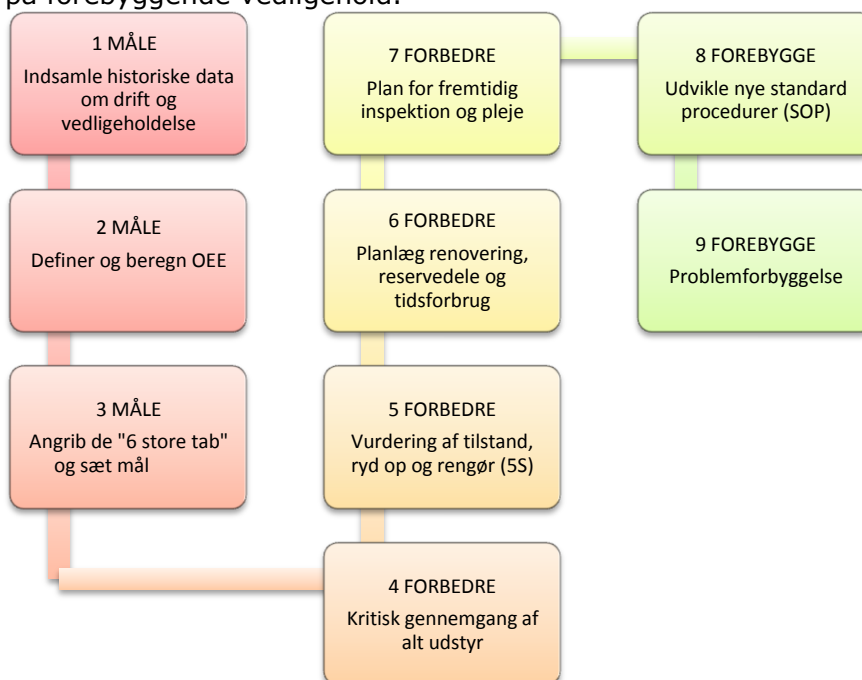 på forebyggende vedligehold.
1 MÅLE
Indsamle historiske data
om drift og
vedligeholdelse
2 MÅLE
Definer og beregn OEE
3 MÅLE
Angrib de "6 store tab"
og sæt mål
4 FORBEDRE
Kritisk gennemgang af
alt udstyr
5 FORBEDRE
Vurdering af tilstand,
ryd op og rengør (5S)
6 FORBEDRE
Planlæg renovering,
reservedele og
tidsforbrug
7 FORBEDRE
Plan for fremtidig
inspektion og pleje
8 FOREBYGGE
Udvikle nye standard
procedurer (SOP)
9 FOREBYGGE
Problemforbyggelse